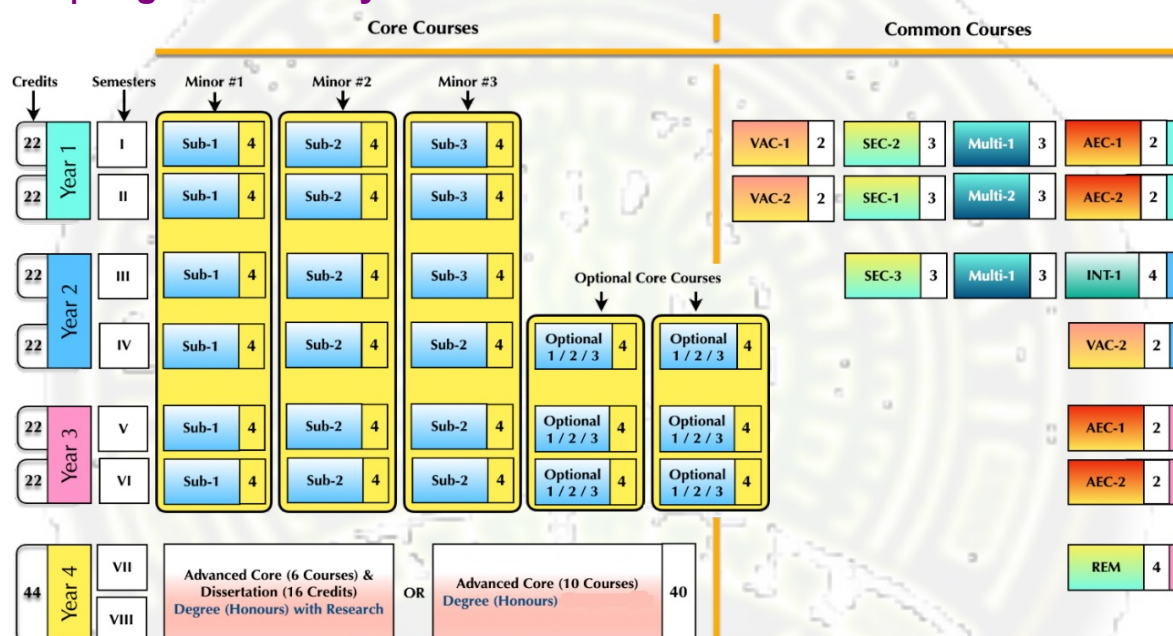 Core Courses
Common Courses
Credits Semesters Minor #1 Minor #2 Minor #3
22 Year 1 I Sub-1 4 Sub-2 4 Sub-3 4 VAC-1 2 SEC-2 3 Multi-1 3 AEC-1 2
22 II Sub-1 4 Sub-2 4 Sub-3 4 VAC-2 2 SEC-1 3 Multi-2 3 AEC-2 2
22 Year 2 III Sub-1 4 Sub-2 4 Sub-3 4 SEC-3 3 Multi-1 3 INT-1 4
Optional Core Courses
22 IV Sub-1 4 Sub-2 4 Sub-2 4 Optional 1 / 2 / 3 4 Optional 1 / 2 / 3 4 VAC-2 2
22 Year 3 V Sub-1 4 Sub-2 4 Sub-2 4 Optional 1 / 2 / 3 4 Optional 1 / 2 / 3 4 AEC-1 2
22 VI Sub-1 4 Sub-2 4 Sub-2 4 Optional 1 / 2 / 3 4 Optional 1 / 2 / 3 4 AEC-2 2
44 Year 4 VII VIII
Advanced Core (6 Courses) &
Dissertation (16 Credits)
Degree (Honours) with Research
OR
Advanced Core (10 Courses)
Degree (Honours)
40
REM 4